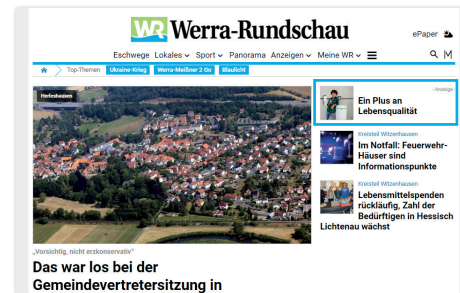 WR Werra-Rundschau
ePaper
Eschwege Lokales Sport Panorama Anzeigen Meine WR
Top-Themen Ukraine-Krieg Werra-Meißner 2 Go Blaulicht
Herleshausen
- Anzeige -
Ein Plus an
Lebensqualität
Kreisteil Witzenhausen
Im Notfall: Feuerwehr-
Häuser sind
Informationspunkte
Kreisteil Witzenhausen
Lebensmittelspenden
rückläufig, Zahl der
Bedürftigen in Hessisch
Lichtenau wächst
„Vorsichtig, nicht erzkonservativ“
Das war los bei der
Gemeindevertretersitzung in